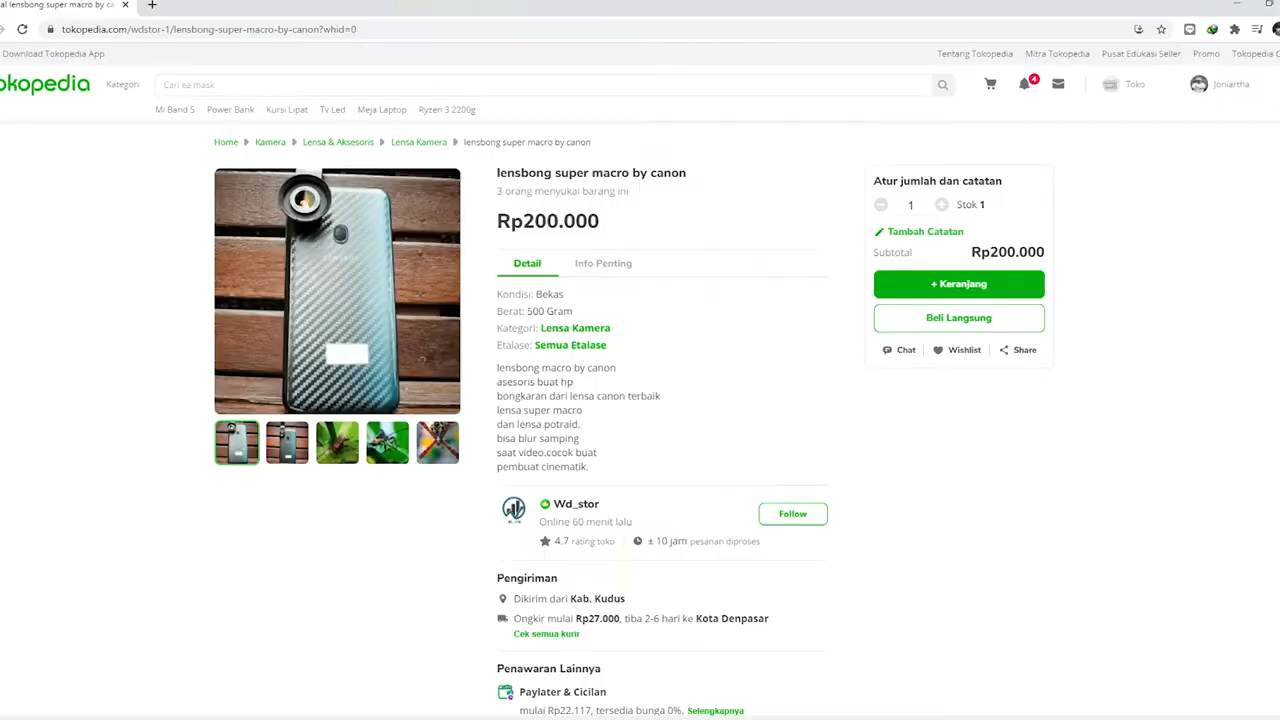 al lensbong super macro by ca
tokopedia.com/wdstor-1/lensbong-super-macro-by-canon?whid=0
Download Tokopedia App
Tentang Tokopedia
Mitra Tokopedia
Pusat Edukasi Seller
Promo
Tokopedia C
okopedia
Kategori
Cari ea mask
4
Toko
Joniartha
Mi Band 5
Power Bank
Kursi Lipat
Tv Led
Meja Laptop
Ryzen 3 2200g
Home
Kamera
Lensa & Aksesoris
Lensa Kamera
lensbong super macro by canon
lensbong super macro by canon
3 orang menyukai barang ini
Rp200.000
Detail
Info Penting
Kondisi: Bekas
Berat: 500 Gram
Kategori: Lensa Kamera
Etalase: Semua Etalase
lensbong macro by canon
asesoris buat hp
bongkaran dari lensa canon terbaik
lensa super macro
dan lensa potraid.
bisa blur samping
saat video.cocok buat
pembuat cinematik.
Wd_stor
Online 60 menit lalu
Follow
4.7 rating toko
± 10 jam pesanan diproses
Pengiriman
Dikirim dari Kab. Kudus
Ongkir mulai Rp27.000, tiba 2-6 hari ke Kota Denpasar
Cek semua kurir
Penawaran Lainnya
Paylater & Cicilan
mulai Rp22.117, tersedia bunga 0%. Selengkapnya
Atur jumlah dan catatan
1
Stok 1
Tambah Catatan
Subtotal
Rp200.000
+ Keranjang
Beli Langsung
Chat
Wishlist
Share